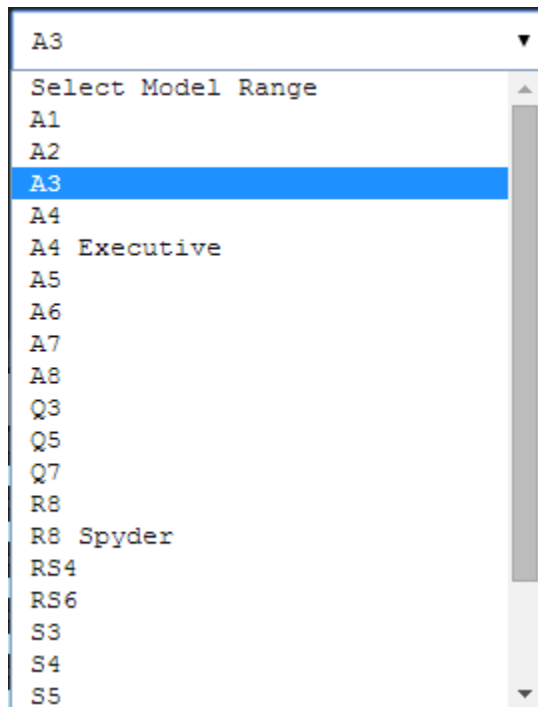 A3
Select Model Range
A1
A2
A3
A4
A4 Executive
A5
A6
A7
A8
Q3
Q5
Q7
R8
R8 Spyder
RS4
RS6
S3
S4
S5